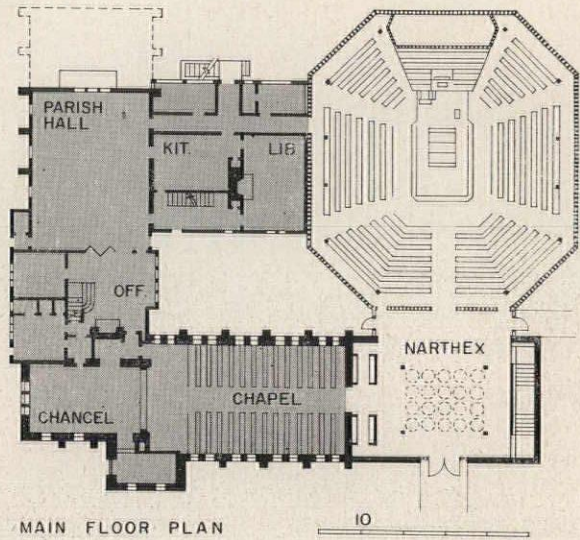 PARISH
HALL
KIT.
LIB
OFF.
NARTHEX
CHAPEL
CHANCEL
MAIN FLOOR PLAN
10